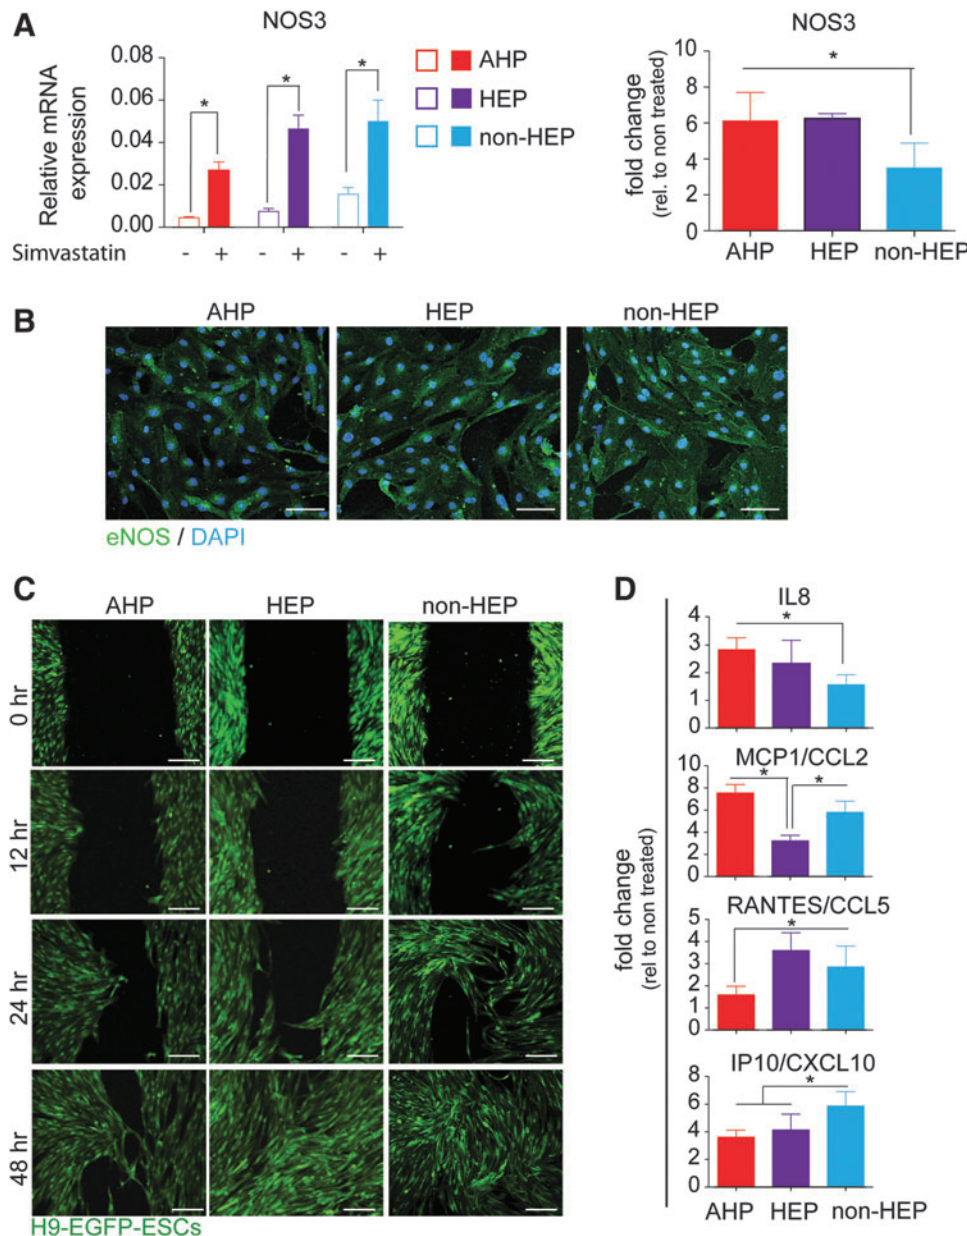 A
NOS3
Relative mRNA
expression
0.08
0.06
0.04
0.02
0.00
* * *
Simvastatin - + - + - +
AHP
HEP
non-HEP
NOS3
fold change
(rel. to non treated)
10
8
6
4
2
0
*
AHP HEP non-HEP
B
AHP HEP non-HEP
eNOS / DAPI
C
AHP HEP non-HEP
0 hr
12 hr
24 hr
48 hr
H9-EGFP-ESCs
D
fold change
(rel to non treated)
IL8
4
3
2
1
0
*
MCP1/CCL2
10
8
6
4
2
0
* *
RANTES/CCL5
5
4
3
2
1
0
*
IP10/CXCL10
8
6
4
2
0
*
AHP HEP non-HEP